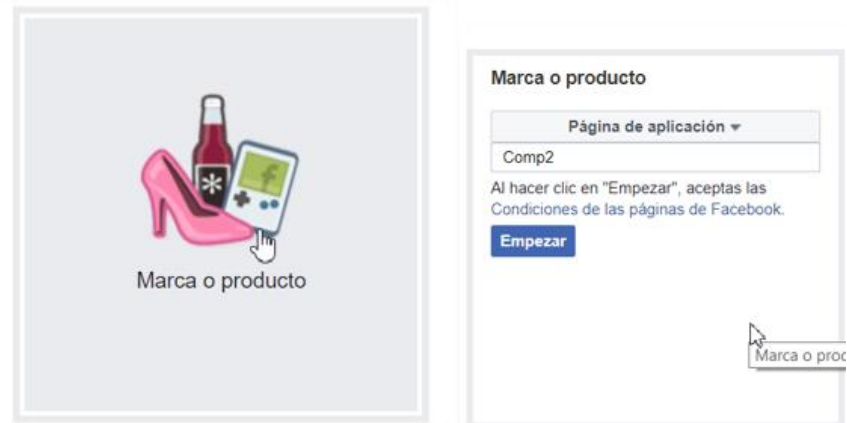 Marca o producto
Marca o producto
Página de aplicación
Comp2
Al hacer clic en "Empezar", aceptas las
Condiciones de las páginas de Facebook.
Empezar
Marca o prod